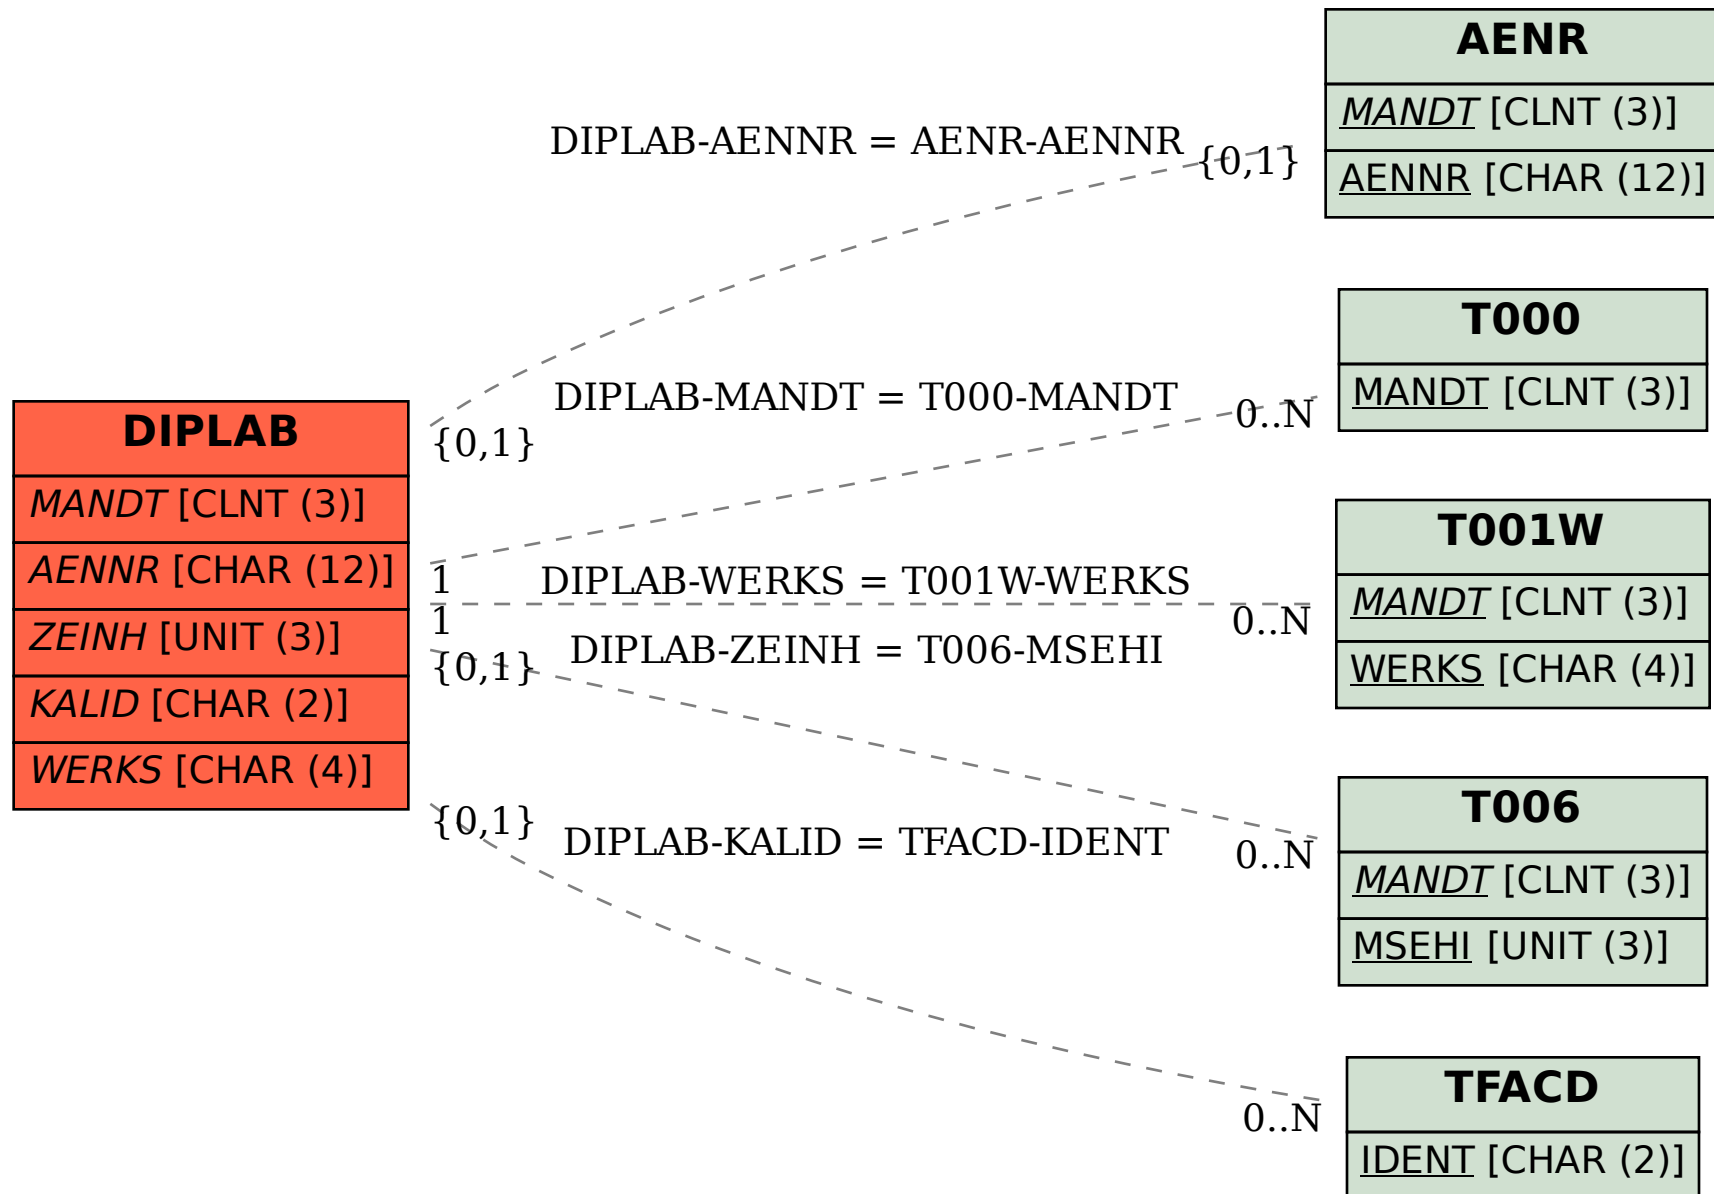 AENR
MANDT [CLNT (3)]
AENNR [CHAR (12)]
DIPLAB-AENNR = AENR-AENNR
{0,1}
{0,1}
T000
MANDT [CLNT (3)]
DIPLAB-MANDT = T000-MANDT
0..N
1
DIPLAB
MANDT [CLNT (3)]
AENNR [CHAR (12)]
ZEINH [UNIT (3)]
KALID [CHAR (2)]
WERKS [CHAR (4)]
T001W
MANDT [CLNT (3)]
WERKS [CHAR (4)]
DIPLAB-WERKS = T001W-WERKS
0..N
1
DIPLAB-ZEINH = T006-MSEHI
{0,1}
0..N
T006
MANDT [CLNT (3)]
MSEHI [UNIT (3)]
DIPLAB-KALID = TFACD-IDENT
{0,1}
0..N
TFACD
IDENT [CHAR (2)]